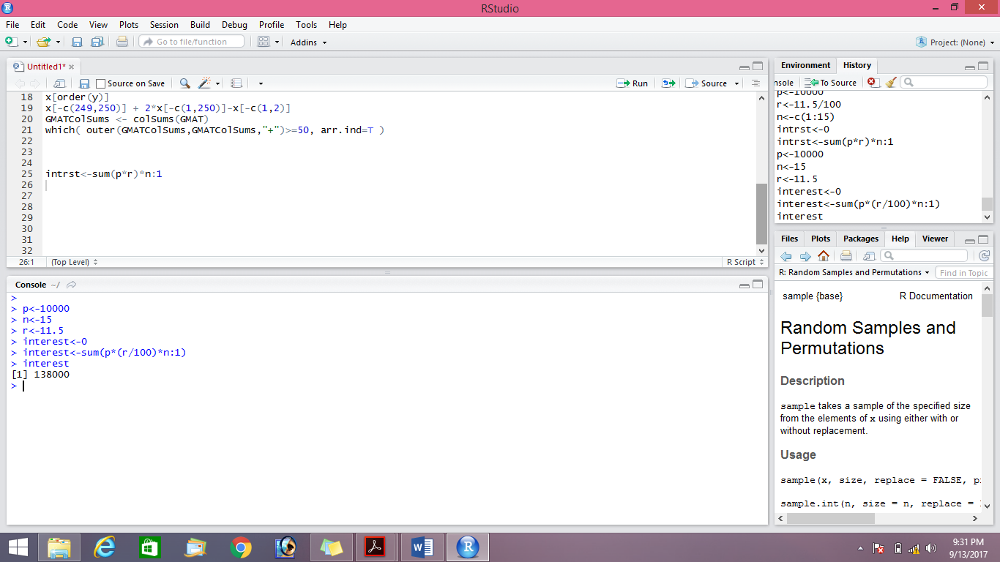 RStudio
File Edit Code View Plots Session Build Debug Profile Tools Help
Go to file/function Addins Project: (None)
Untitled1*
Source on Save Run Source
18 x[order(y)]
19 x[-c(249,250)] + 2*x[-c(1,250)]-x[-c(1,2)]
20 GMATColSums <- colSums(GMAT)
21 which( outer(GMATColSums,GMATColSums,"+")>=50, arr.ind=T )
22
23
24
25 intrst<-sum(p*r)*n:1
26
27
28
29
30
31
32
26:1 (Top Level) R Script
Console ~/
>
> p<-10000
> n<-15
> r<-11.5
> interest<-0
> interest<-sum(p*(r/100)*n:1)
> interest
[1] 138000
>
Environment History
nsole To Source
p<-10000
r<-11.5/100
n<-c(1:15)
intrst<-0
intrst<-sum(p*r)*n:1
p<-10000
n<-15
r<-11.5
interest<-0
interest<-sum(p*(r/100)*n:1)
interest
Files Plots Packages Help Viewer
R: Random Samples and Permutations Find in Topic
sample {base} R Documentation
Random Samples and
Permutations
Description
sample takes a sample of the specified size
from the elements of x using either with or
without replacement.
Usage
sample(x, size, replace = FALSE, p
sample.int(n, size = n, replace =
9:31 PM
9/13/2017